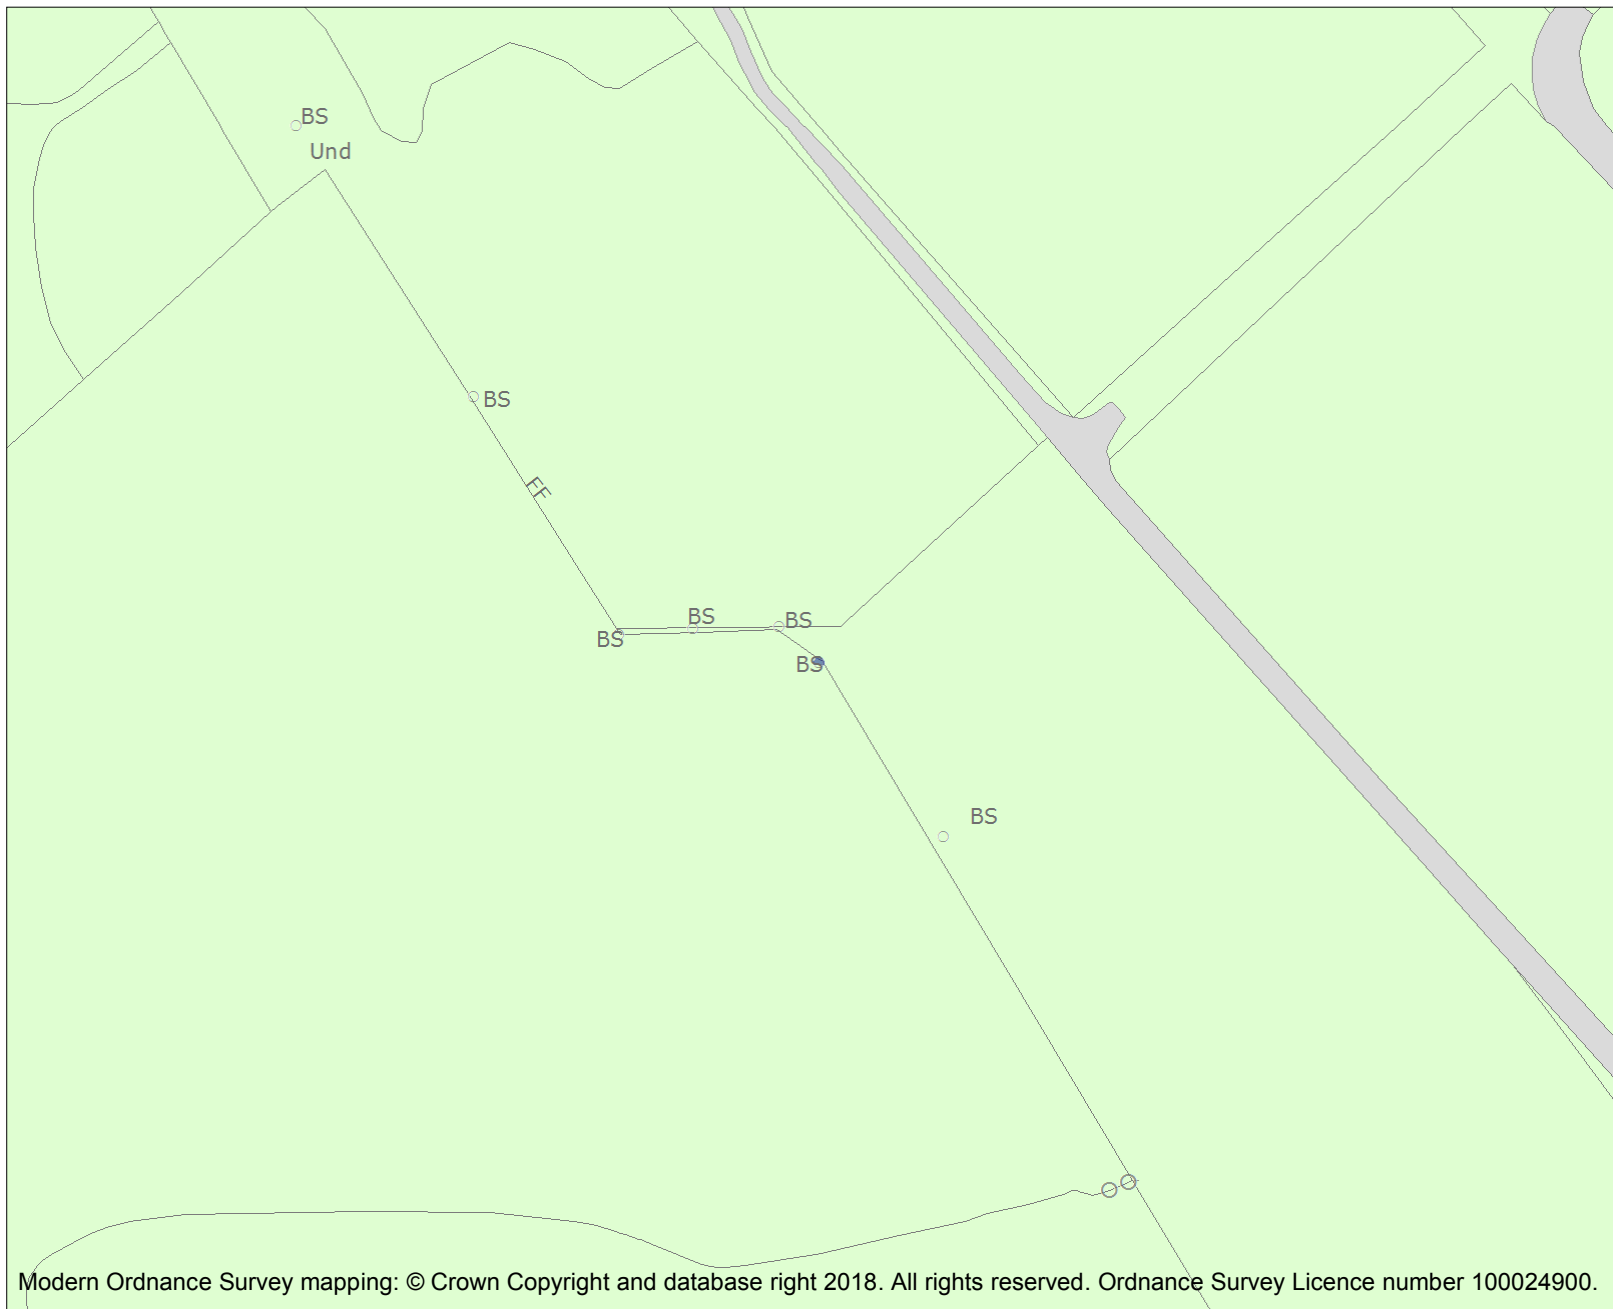 BS
Und
BS
FF
BS
BS
BS
BS
BS
Modern Ordnance Survey mapping: © Crown Copyright and database right 2018. All rights reserved. Ordnance Survey Licence number 100024900.